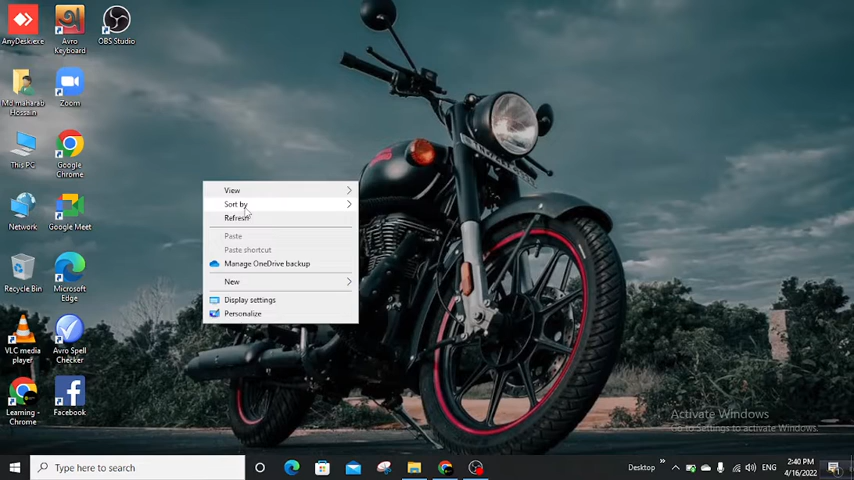 AnyDesk.exe
Avro
Keyboard
OBS Studio
Md maharab
Hossain
Zoom
This PC
Google
Chrome
Network
Google Meet
Recycle Bin
Microsoft
Edge
VLC media
player
Avro Spell
Checker
Learning -
Chrome
Facebook
View
Sort by
Refresh
Paste
Paste shortcut
Manage OneDrive backup
New
Display settings
Personalize
Activate Windows
Go to Settings to activate Windows.
Type here to search
Desktop
ENG
2:40 PM
4/16/2022